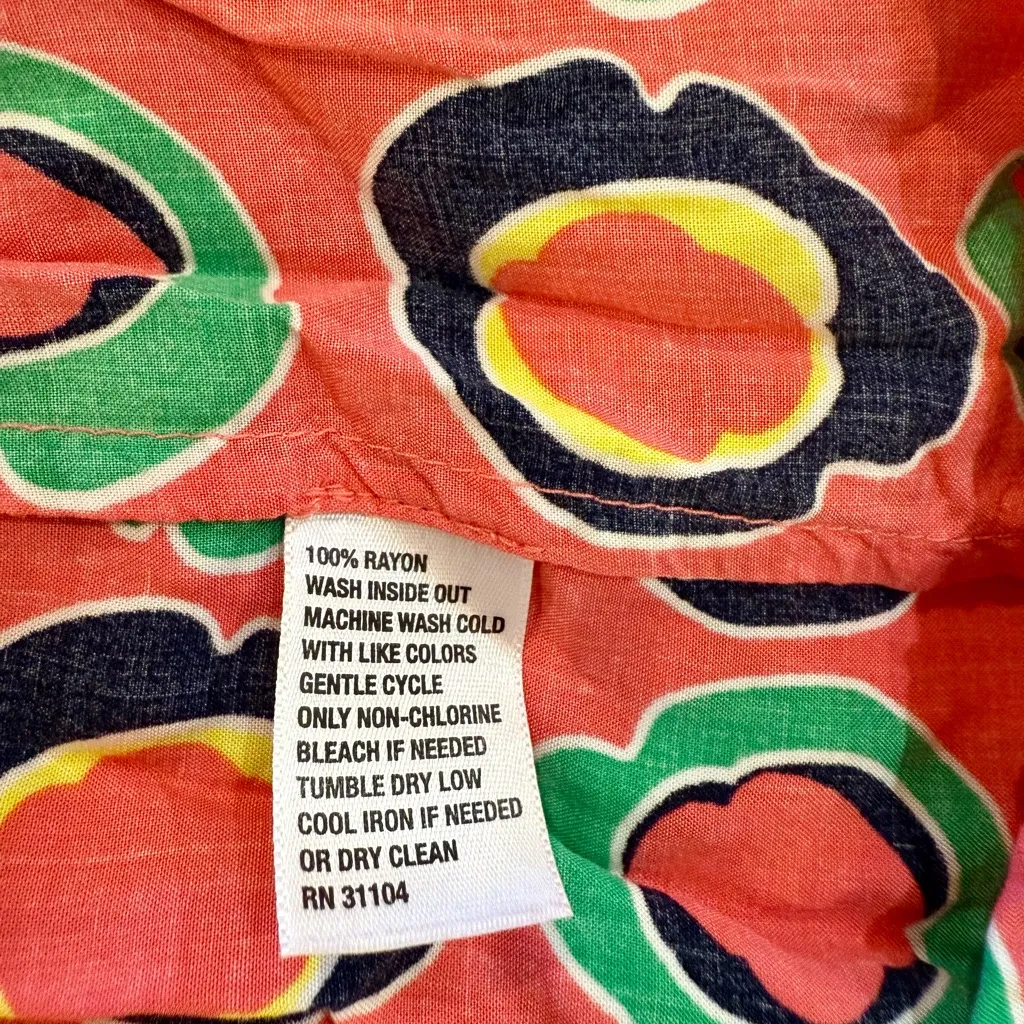 100% RAYON
WASH INSIDE OUT
MACHINE WASH COLD
WITH LIKE COLORS
GENTLE CYCLE
ONLY NON-CHLORINE
BLEACH IF NEEDED
TUMBLE DRY LOW
COOL IRON IF NEEDED
OR DRY CLEAN
RN 31104